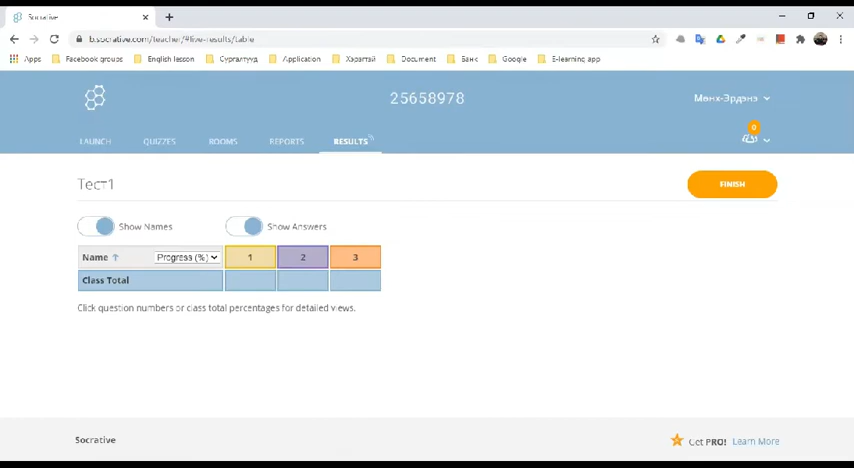 Socrative
b.socrative.com/teacher/#live-results/table
Apps Facebook groups English lesson Сургалтууд Application Хэрэгтэй Document Банк Google E-learning app
25658978
Мөнх-Эрдэнэ
0
LAUNCH QUIZZES ROOMS REPORTS RESULTS
Тест1
FINISH
Show Names Show Answers
Name Progress (%) 1 2 3
Class Total
Click question numbers or class total percentages for detailed views.
Socrative
Get PRO! Learn More